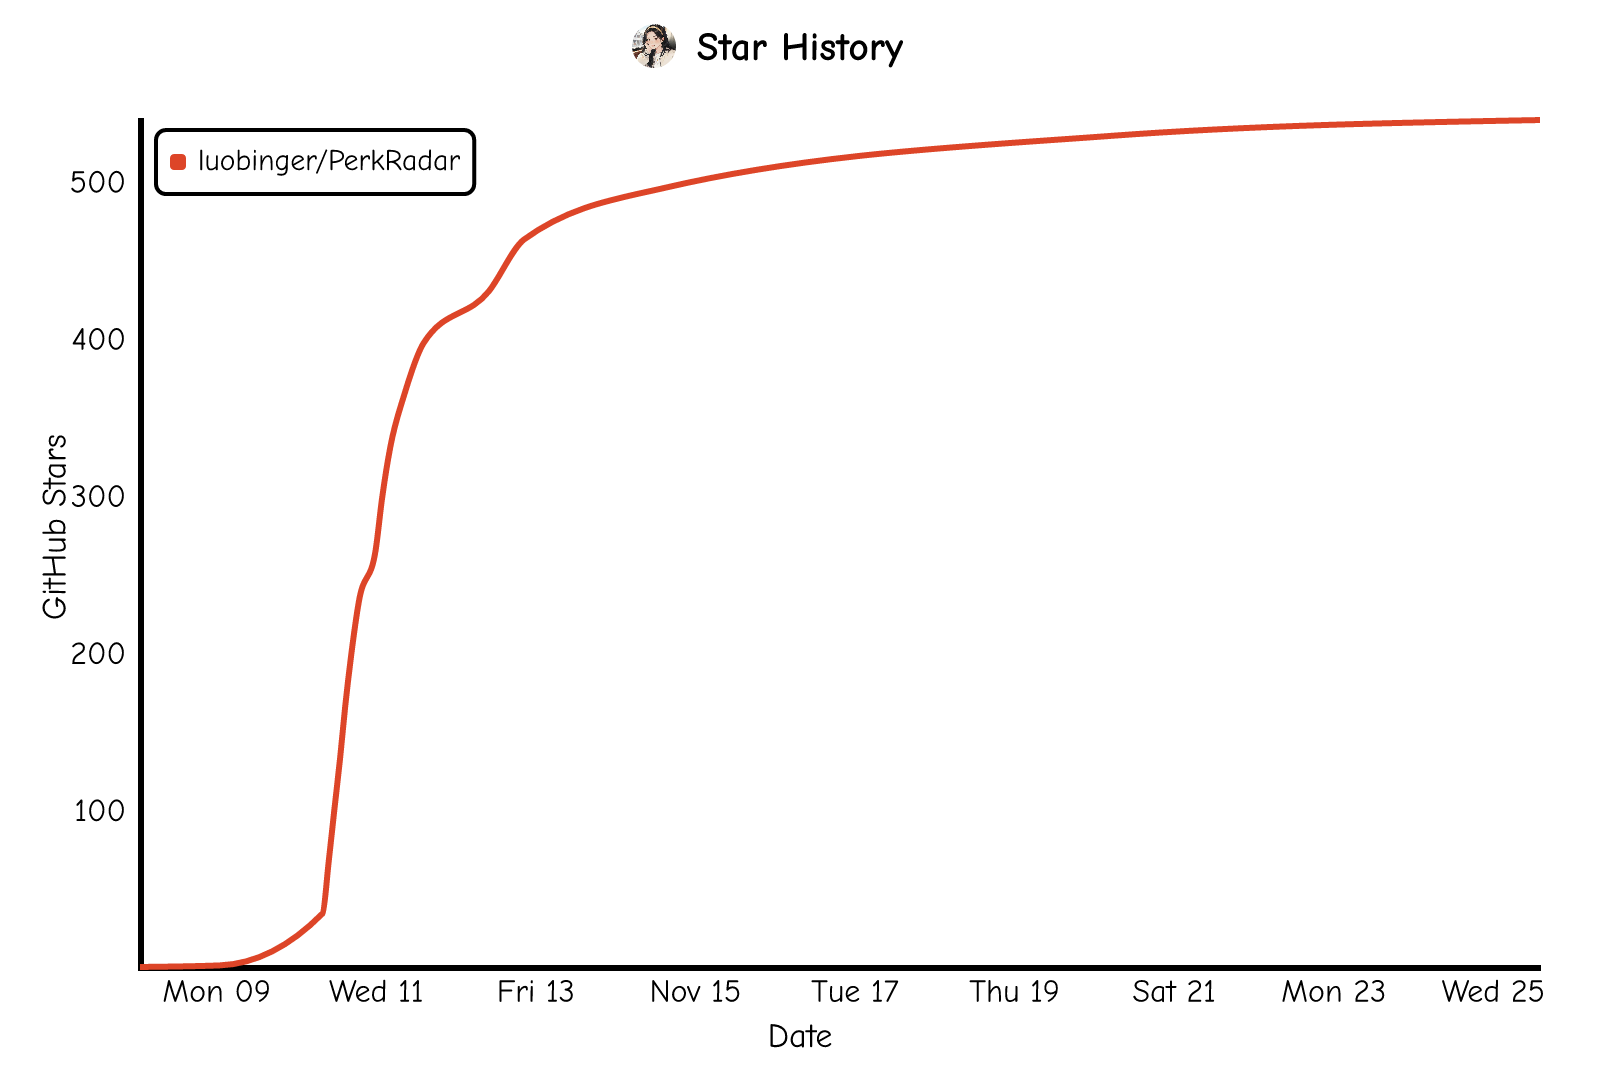 Star History
luobinger/PerkRadar
500
400
300
200
100
GitHub Stars
Mon 09 Wed 11 Fri 13 Nov 15 Tue 17 Thu 19 Sat 21 Mon 23 Wed 25
Date